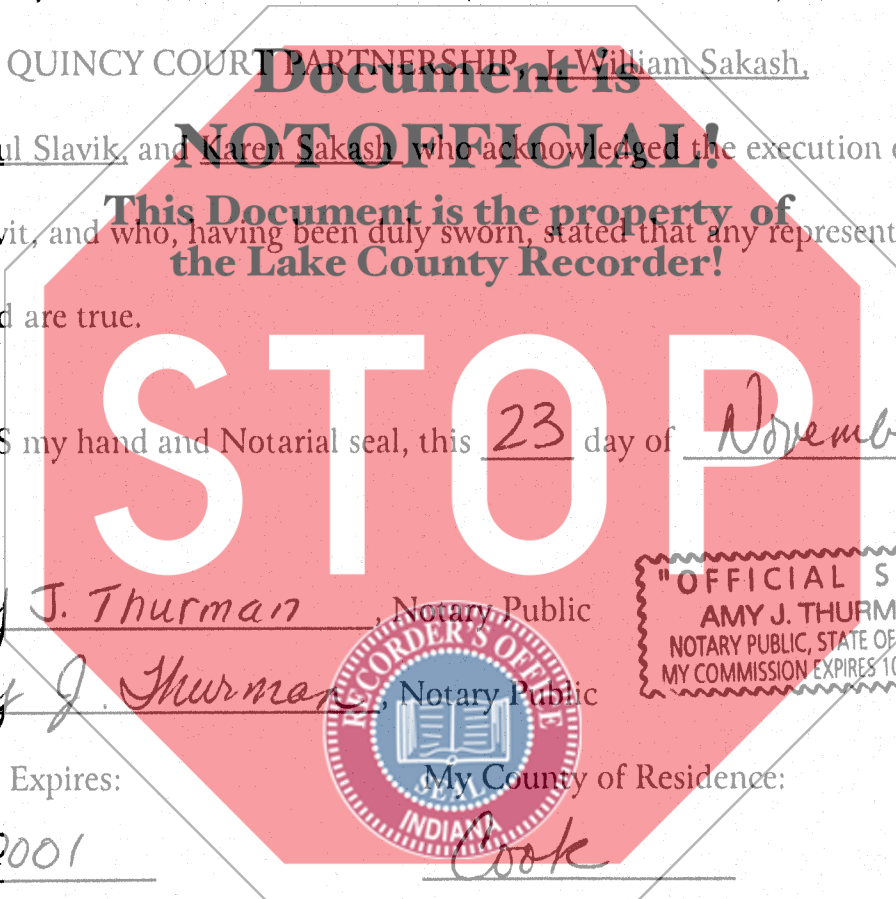 QUINCY COURT PARTNERSHIP, J. William Sakash,
Document is
ul Slavik, and Karen Sakash who acknowledged the execution
NOT OFFICIAL!
This Document is the property of
vit, and who, having been duly sworn, stated that any represent
the Lake County Recorder!
d are true.
STOP
S my hand and Notarial seal, this 23 day of Novemb
"OFFICIAL S
J. Thurman, Notary Public
AMY J. THURM
NOTARY PUBLIC, STATE OF
MY COMMISSION EXPIRES 10
RECORDER'S OFFICE
y J. Thurman, Notary Public
SEAL
INDIANA
Expires:
My County of Residence:
2001
Cook